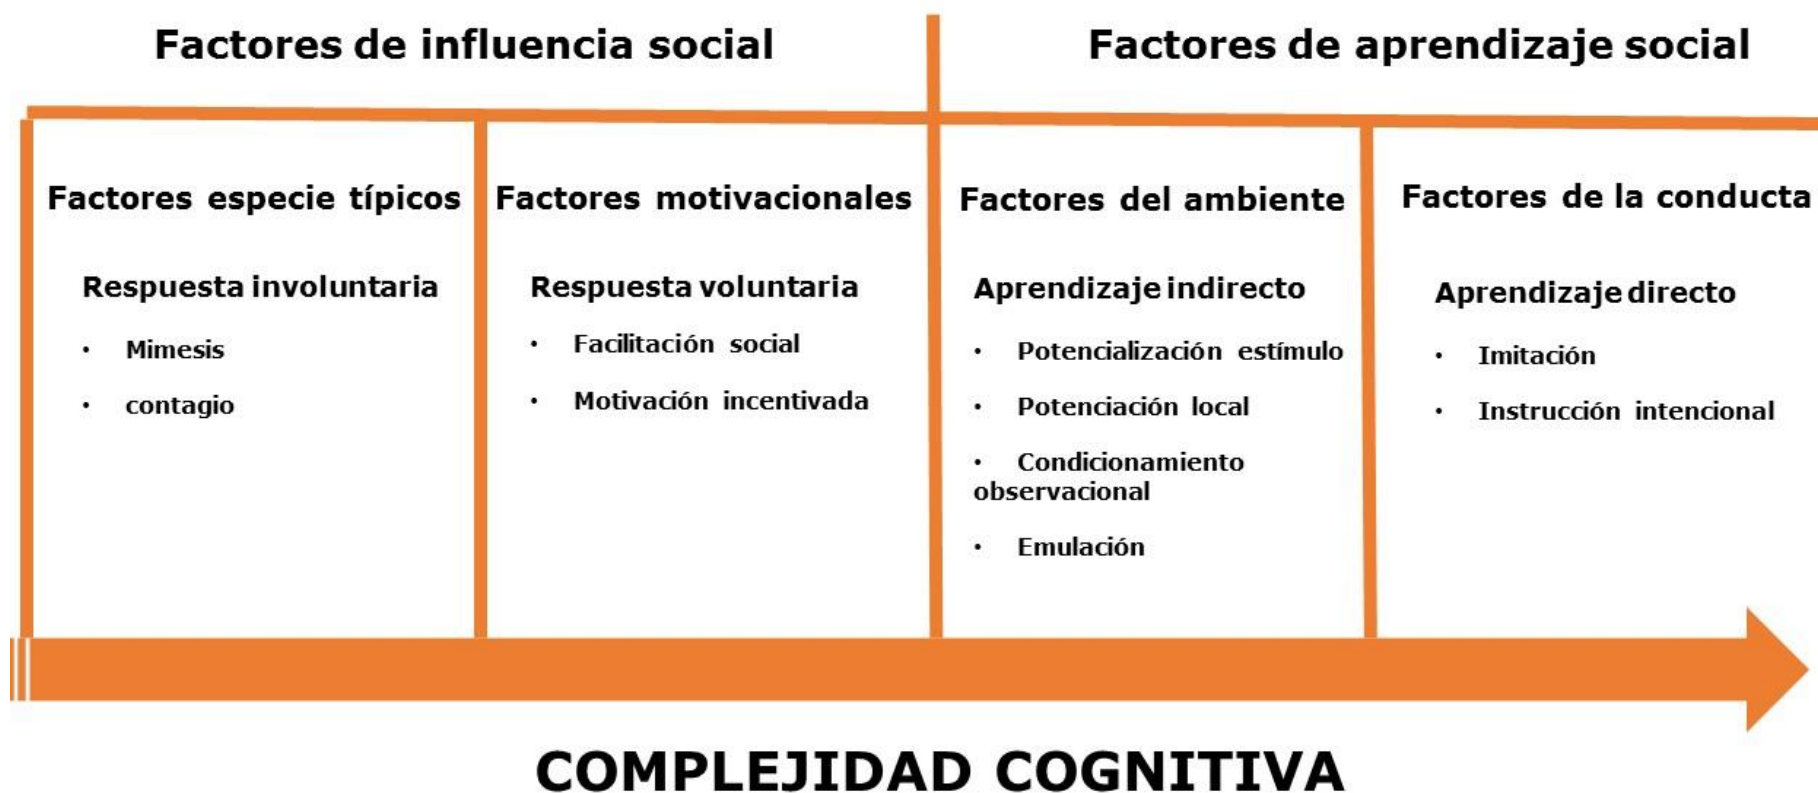 Factores de influencia social
Factores de aprendizaje social
Factores especie típicos
Respuesta involuntaria
• Mimesis
• contagio
Factores motivacionales
Respuesta voluntaria
• Facilitación social
• Motivación incentivada
Factores del ambiente
Aprendizaje indirecto
• Potencialización estímulo
• Potenciación local
• Condicionamiento
observacional
• Emulación
Factores de la conducta
Aprendizaje directo
• Imitación
• Instrucción intencional
COMPLEJIDAD COGNITIVA